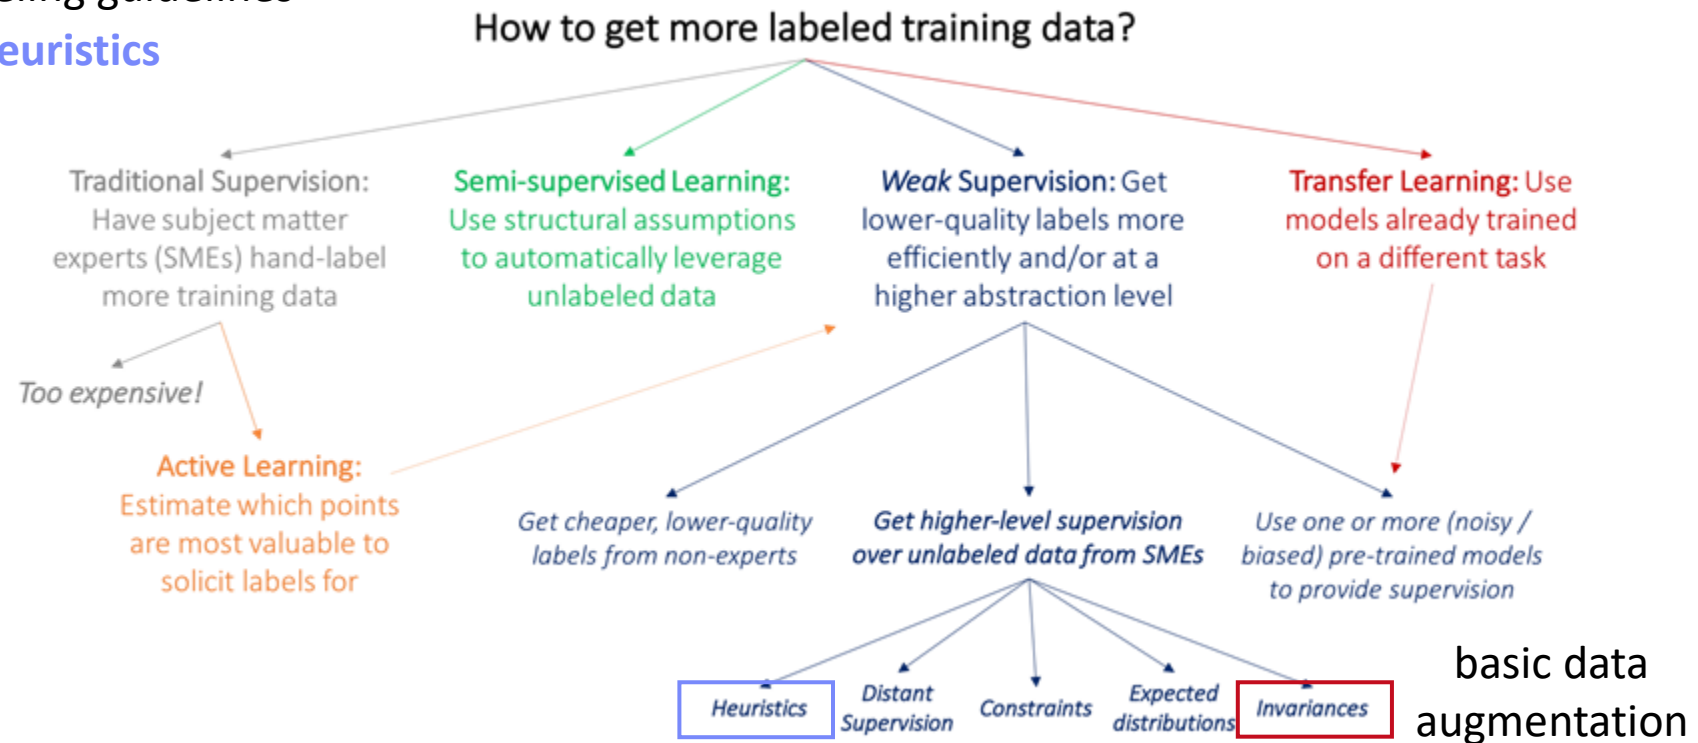 How to get more labeled training data?
Traditional Supervision:
Have subject matter
experts (SMEs) hand-label
more training data
Semi-supervised Learning:
Use structural assumptions
to automatically leverage
unlabeled data
Weak Supervision: Get
lower-quality labels more
efficiently and/or at a
higher abstraction level
Transfer Learning: Use
models already trained
on a different task
Too expensive!
Active Learning:
Estimate which points
are most valuable to
solicit labels for
Get cheaper, lower-quality
labels from non-experts
Get higher-level supervision
over unlabeled data from SMEs
Use one or more (noisy /
biased) pre-trained models
to provide supervision
Heuristics
Distant
Supervision
Constraints
Expected
distributions
Invariances
basic data
augmentation
guidelines